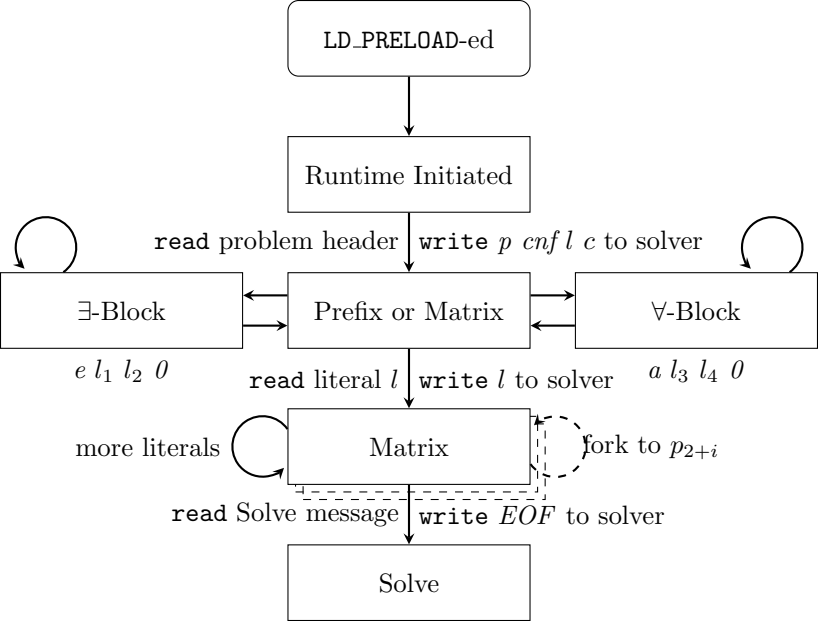 LD_PRELOAD-ed
Runtime Initiated
read problem header write p cnf l c to solver
∃-Block
Prefix or Matrix
∀-Block
e l₁ l₂ 0
a l₃ l₄ 0
read literal l write l to solver
more literals
Matrix
fork to p₂₊ᵢ
read Solve message write EOF to solver
Solve